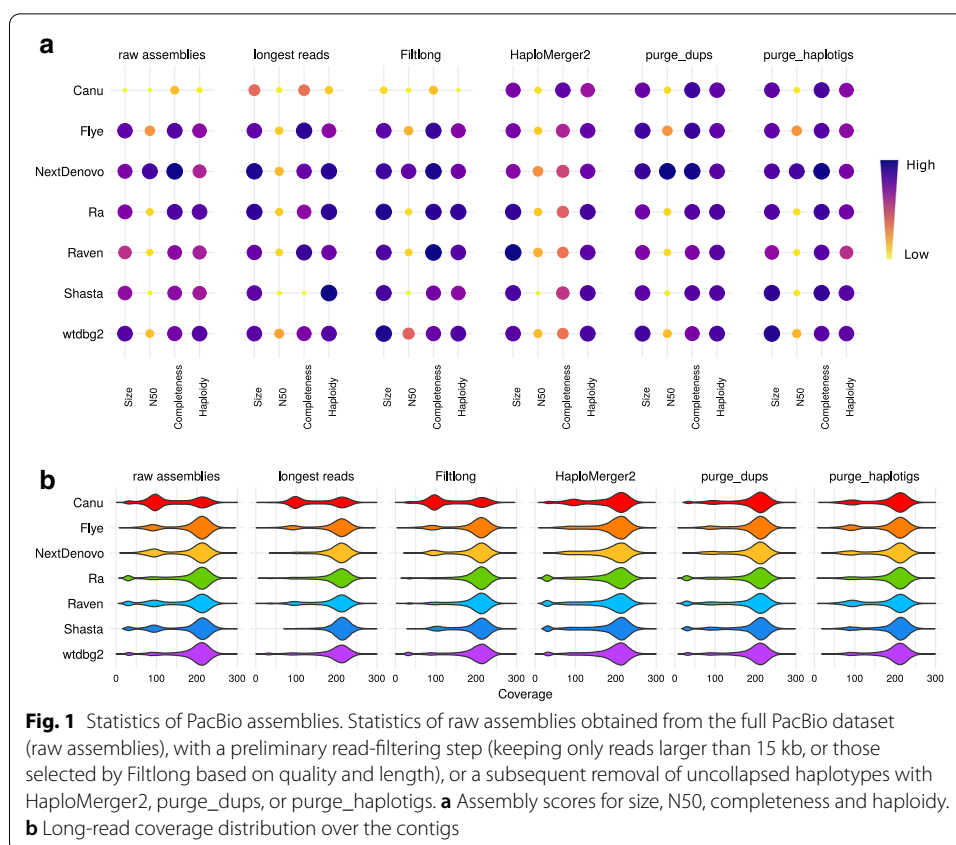 a
raw assemblies longest reads Filtlong HaploMerger2 purge_dups purge_haplotigs
Canu
Flye
NextDenovo
Ra
Raven
Shasta
wtdbg2
High
Low
Size N50 Completeness Haploidy Size N50 Completeness Haploidy Size N50 Completeness Haploidy Size N50 Completeness Haploidy Size N50 Completeness Haploidy Size N50 Completeness Haploidy
b
raw assemblies longest reads Filtlong HaploMerger2 purge_dups purge_haplotigs
Canu
Flye
NextDenovo
Ra
Raven
Shasta
wtdbg2
0 100 200 300 0 100 200 300 0 100 200 300 0 100 200 300 0 100 200 300 0 100 200 300
Coverage
Fig. 1 Statistics of PacBio assemblies. Statistics of raw assemblies obtained from the full PacBio dataset
(raw assemblies), with a preliminary read-filtering step (keeping only reads larger than 15 kb, or those
selected by Filtlong based on quality and length), or a subsequent removal of uncollapsed haplotypes with
HaploMerger2, purge_dups, or purge_haplotigs. a Assembly scores for size, N50, completeness and haploidy.
b Long-read coverage distribution over the contigs